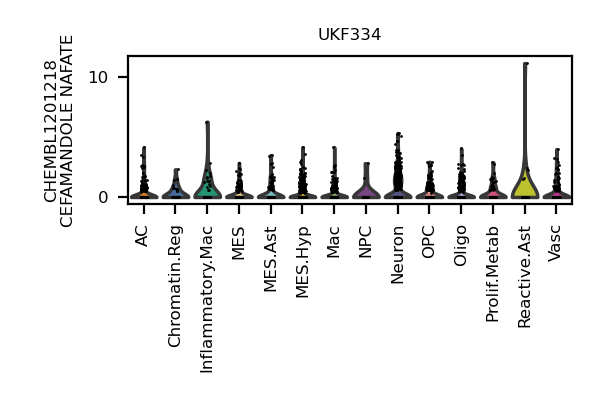 UKF334
CHEMBL1201218
CEFAMANDOLE NAFATE
10
0
AC
Chromatin.Reg
Inflammatory.Mac
MES
MES.Ast
MES.Hyp
Mac
NPC
Neuron
OPC
Oligo
Prolif.Metab
Reactive.Ast
Vasc